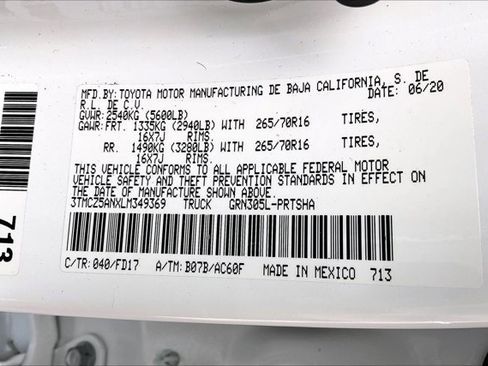 MFD.BY: TOYOTA MOTOR MANUFACTURING DE BAJA CALIFORNIA, S. DE
R.L. DE C.V. DATE: 06/20
GVWR: 2540KG (5600LB)
GAWR: FRT. 1335KG (2940LB) WITH 265/70R16 TIRES,
16X7J RIMS.
RR. 1490KG (3280LB) WITH 265/70R16 TIRES,
16X7J RIMS.
THIS VEHICLE CONFORMS TO ALL APPLICABLE FEDERAL MOTOR
VEHICLE SAFETY AND THEFT PREVENTION STANDARDS IN EFFECT ON
THE DATE OF MANUFACTURE SHOWN ABOVE.
3TMCZ5ANXLM349369 TRUCK GRN305L-PRTSHA
C/TR: 040/FD17 A/TM: B07B/AC60F MADE IN MEXICO 713
713